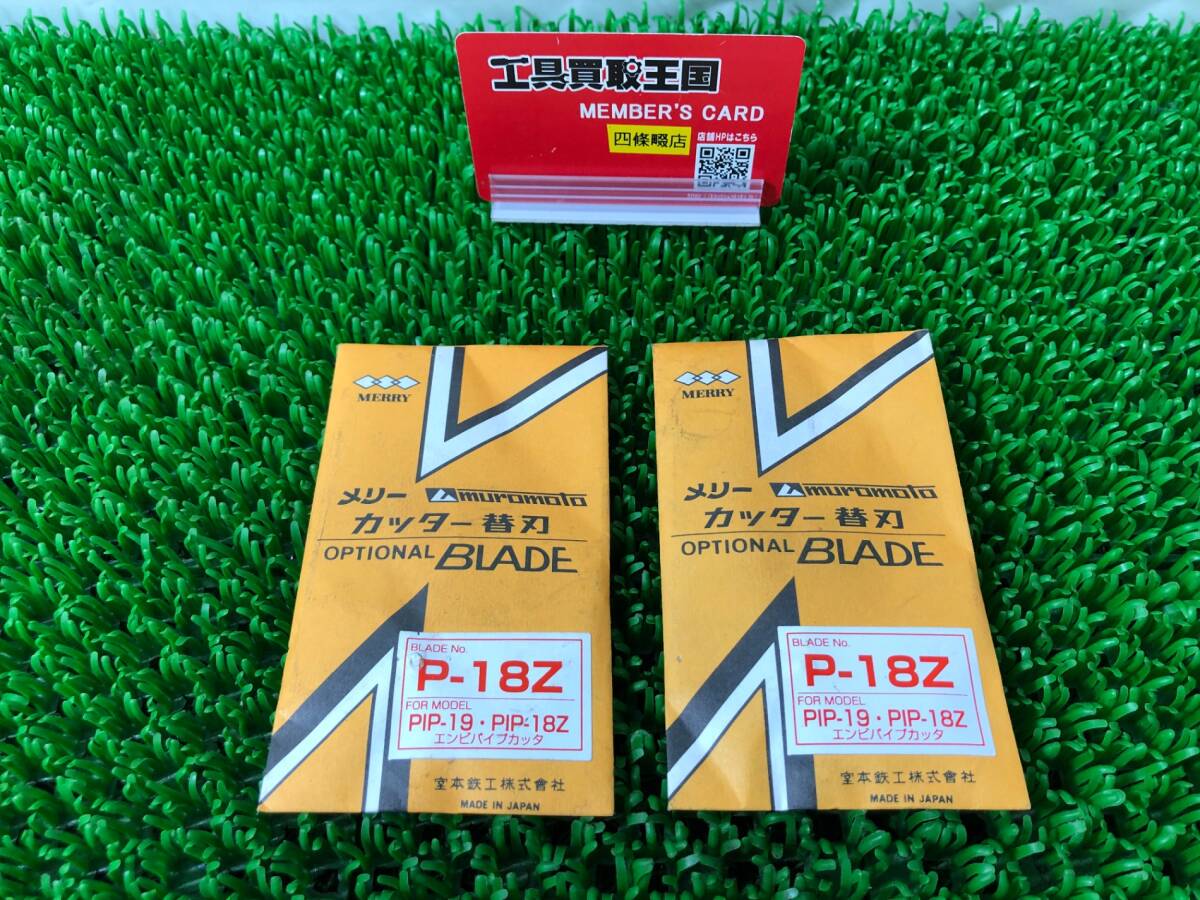 工具買取王国
MEMBER'S CARD
四條畷店
店舗HPはこちら
MERRY
メリー muromoto
カッター替刃
OPTIONAL BLADE
BLADE No.
P-18Z
FOR MODEL
PIP-19・PIP-18Z
エンビパイプカッタ
室本鉄工株式會社
MADE IN JAPAN
MERRY
メリー muromoto
カッター替刃
OPTIONAL BLADE
BLADE No.
P-18Z
FOR MODEL
PIP-19・PIP-18Z
エンビパイプカッタ
室本鉄工株式會社
MADE IN JAPAN